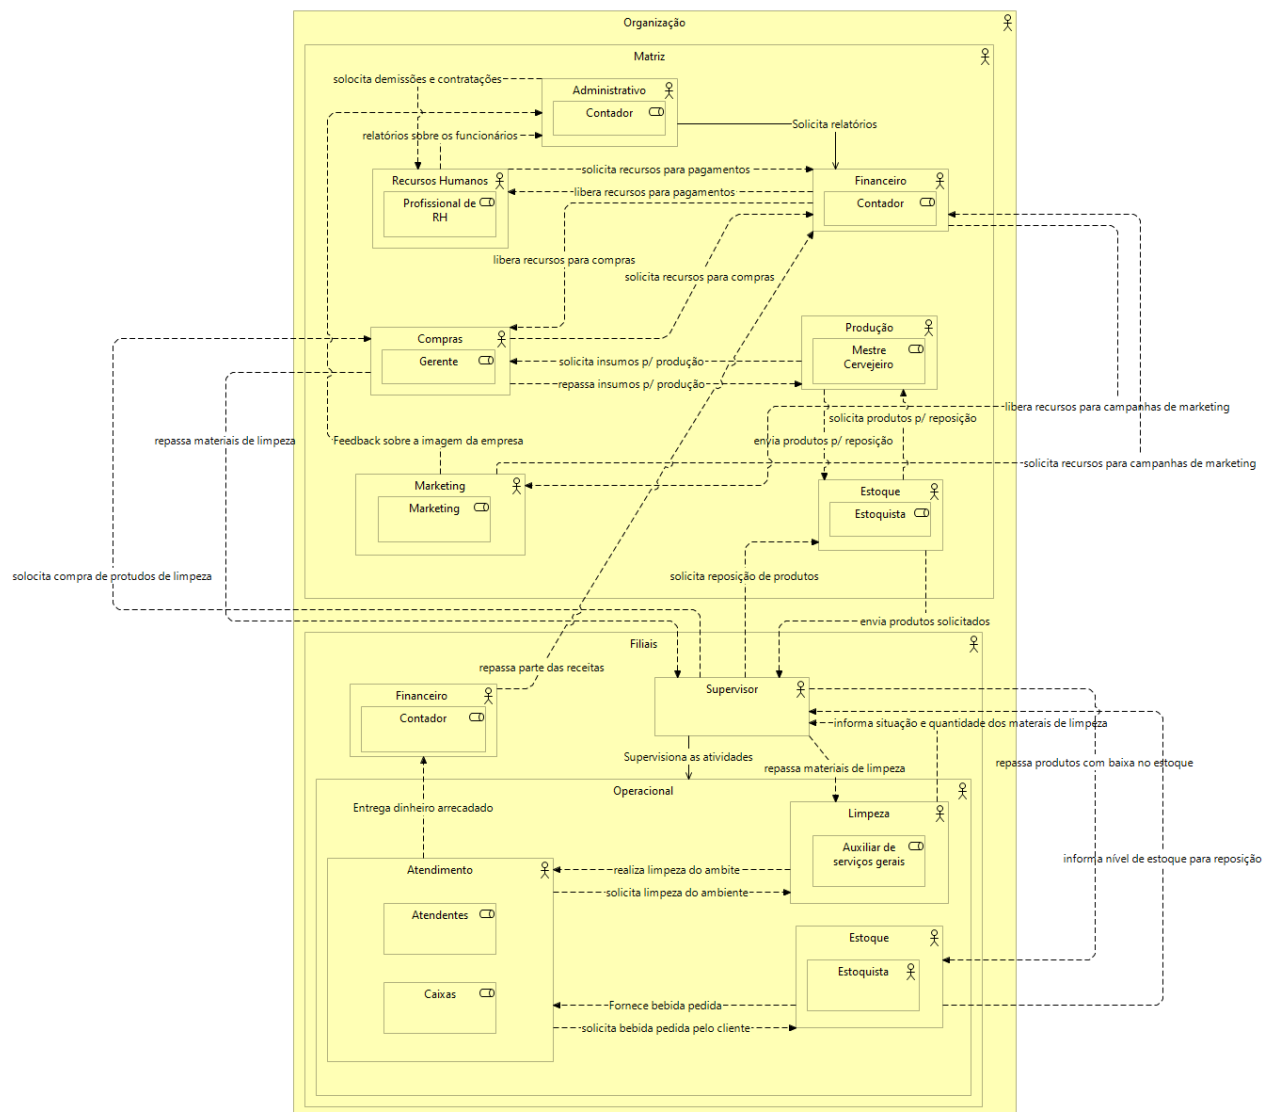 Organização
Matriz
solocita demissões e contratações
Administrativo
Contador
Solicita relatórios
relatórios sobre os funcionários
solicita recursos para pagamentos
Recursos Humanos
Profissional de
RH
libera recursos para pagamentos
Financeiro
Contador
libera recursos para compras
solicita recursos para compras
Compras
Gerente
Produção
Mestre
Cervejeiro
solicita insumos p/ produção
repassa insumos p/ produção
libera recursos para campanhas de marketing
solicita produtos p/ reposição
repassa materiais de limpeza
Feedback sobre a imagem da empresa
envia produtos p/ reposição
solicita recursos para campanhas de marketing
Marketing
Marketing
Estoque
Estoquista
solocita compra de protudos de limpeza
solicita reposição de produtos
envia produtos solicitados
Filiais
repassa parte das receitas
Financeiro
Contador
Supervisor
informa situação e quantidade dos materais de limpeza
Supervisiona as atividades
repassa materiais de limpeza
repassa produtos com baixa no estoque
Operacional
Entrega dinheiro arrecadado
Limpeza
Auxiliar de
serviços gerais
informa nível de estoque para reposição
Atendimento
realiza limpeza do ambite
solicita limpeza do ambiente
Atendentes
Estoque
Estoquista
Caixas
Fornece bebida pedida
solicita bebida pedida pelo cliente